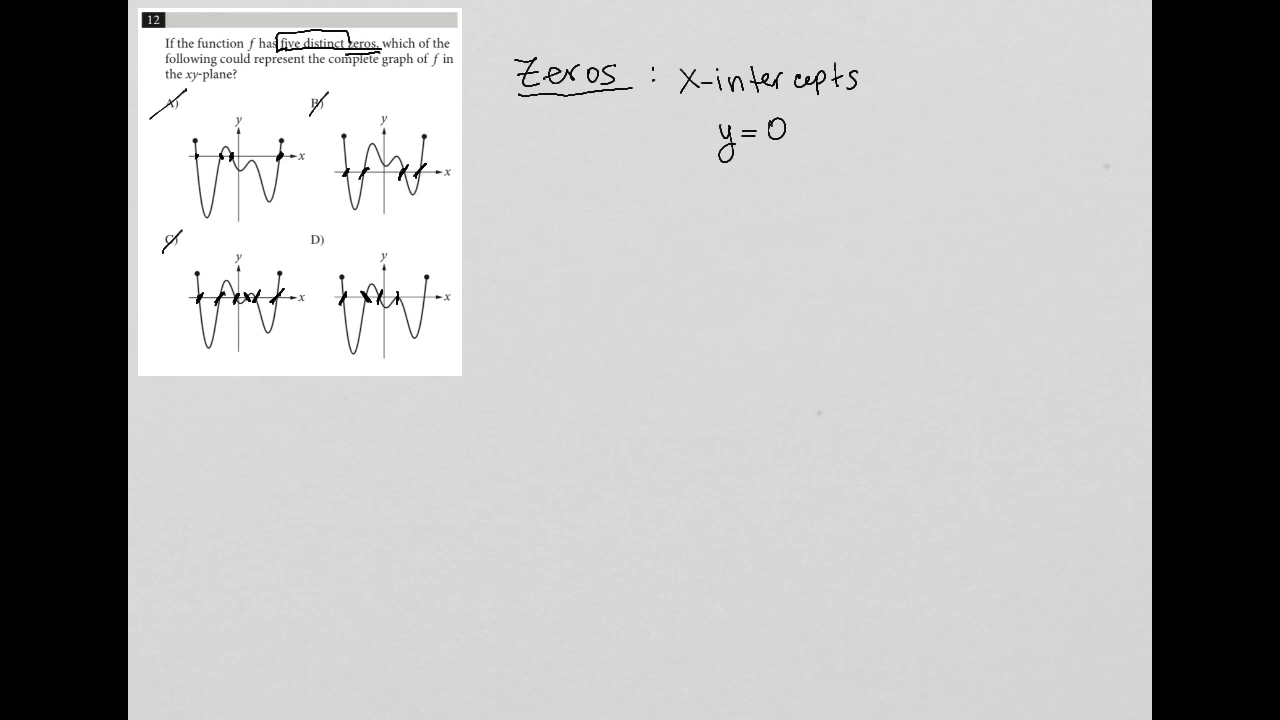 12
If the function f has five distinct zeros, which of the
following could represent the complete graph of f in
the xy-plane?
Zeros : x-intercepts
y = 0
A)
B)
y
x
y
x
C)
D)
y
x
y
x